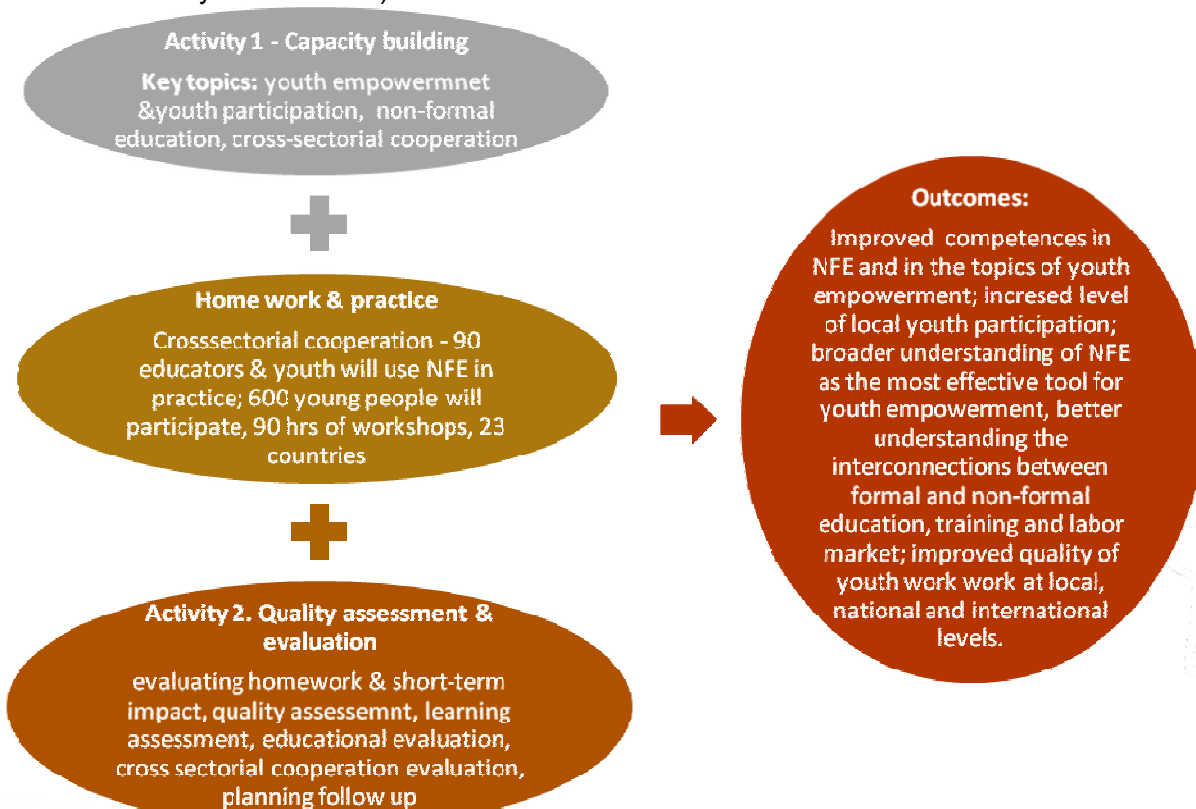 Activity 1 - Capacity building
Key topics: youth empowermnet
&youth participation,  non-formal
education, cross-sectorial cooperation
Home work & practice
Crosssectorial cooperation - 90
educators & youth will use NFE in
practice; 600 young people will
participate, 90 hrs of workshops, 23
countries
Activity 2. Quality assessment &
evaluation
evaluating homework & short-term
impact, quality assessemnt, learning
assessment, educational evaluation,
cross sectorial cooperation evaluation,
planning follow up
Outcomes:
Improved  competences in
NFE and in the topics of youth
empowerment; incresed level
of local youth participation;
broader understanding of NFE
as the most effective tool for
youth empowerment, better
understanding the
interconnections between
formal and non-formal
education, training and labor
market; improved quality of
youth work work at local,
national and international
levels.